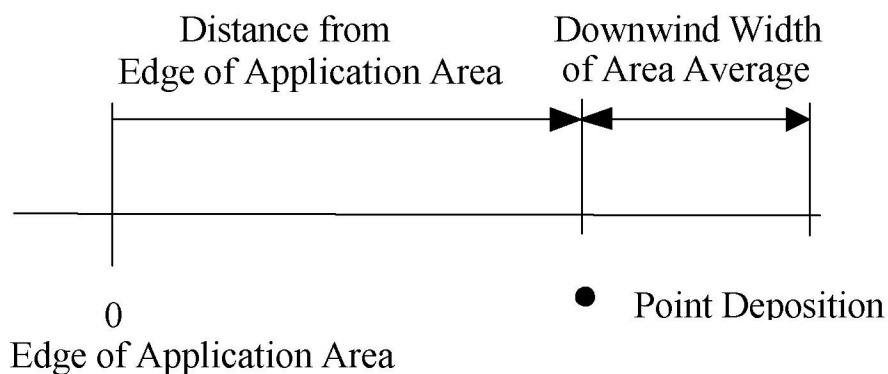 Distance from
Edge of Application Area
Downwind Width
of Area Average
0
Edge of Application Area
Point Deposition